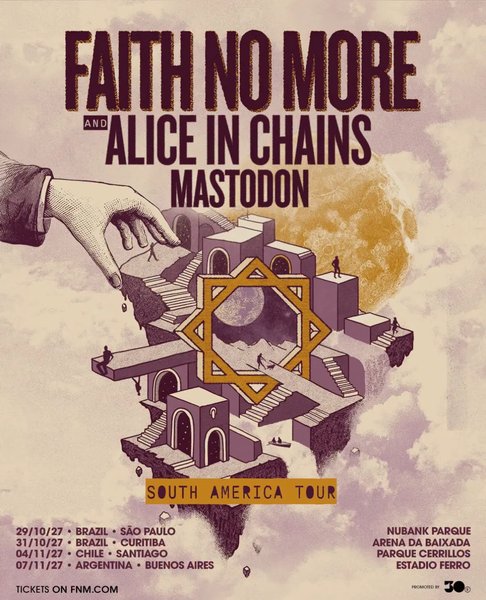 FAITH NO MORE
AND ALICE IN CHAINS
MASTODON
SOUTH AMERICA TOUR
29/10/27 • BRAZIL • SÃO PAULO NUBANK PARQUE
31/10/27 • BRAZIL • CURITIBA ARENA DA BAIXADA
04/11/27 • CHILE • SANTIAGO PARQUE CERRILLOS
07/11/27 • ARGENTINA • BUENOS AIRES ESTADIO FERRO
TICKETS ON FNM.COM PROMOTED BY 30e